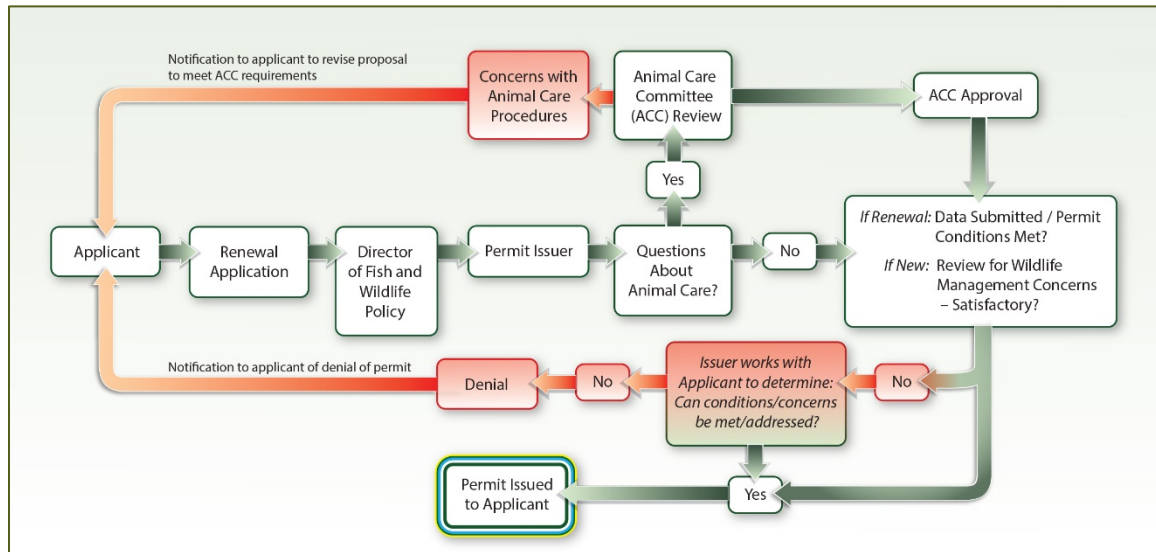 Notification to applicant to revise proposal
to meet ACC requirements
Concerns with
Animal Care
Procedures
Animal Care
Committee
(ACC) Review
ACC Approval
Yes
Applicant
Renewal
Application
Director
of Fish and
Wildlife
Policy
Permit Issuer
Questions
About
Animal Care?
No
If Renewal: Data Submitted / Permit
Conditions Met?
If New: Review for Wildlife
Management Concerns
– Satisfactory?
Notification to applicant of denial of permit
Denial
No
Issuer works with
Applicant to determine:
Can conditions/concerns
be met/addressed?
No
Permit Issued
to Applicant
Yes